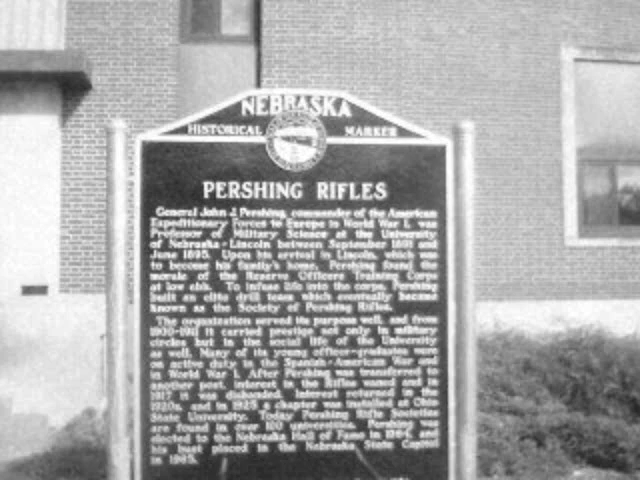 NEBRASKA
HISTORICAL MARKER
PERSHING RIFLES
General John J. Pershing, commander of the American
Expeditionary Forces to Europe in World War I, was
Professor of Military Science at the University
of Nebraska-Lincoln between September 1891 and
June 1895. Upon his arrival in Lincoln, which was
to become his family's home, Pershing found the
morale of the Reserve Officers Training Corps
at low ebb. To infuse life into the corps, Pershing
built an elite drill team which eventually became
known as the Society of Pershing Rifles.
The organization served its purpose well, and from
1900-1911 it carried prestige not only in military
circles but in the social life of the University
as well. Many of its young officer-graduates were
on active duty in the Spanish-American War and
in World War I. After Pershing was transferred to
another post, interest in the Rifles waned and in
1917 it was disbanded. Interest returned in the
1920s, and in 1925 a chapter was installed at Ohio
State University. Today Pershing Rifle Societies
are found in over 100 universities. Pershing was
elected to the Nebraska Hall of Fame in 1964, and
his bust placed in the Nebraska State Capitol
in 1965.